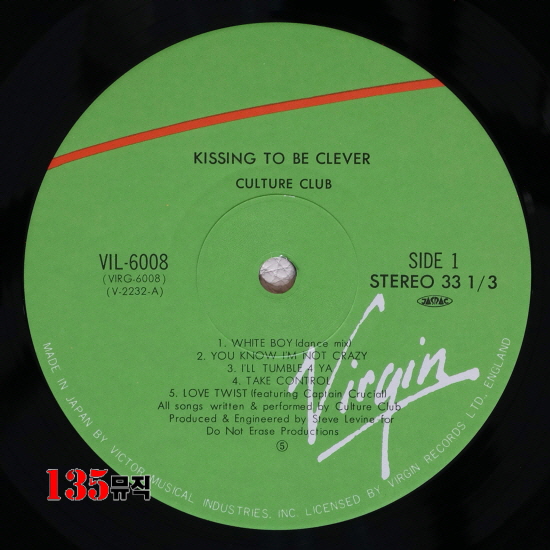 KISSING TO BE CLEVER
CULTURE CLUB
VIL-6008
(VIRG-6008)
(V-2232-A)
SIDE 1
STEREO 33 1/3
JASRAC
1. WHITE BOY (dance mix)
2. YOU KNOW I'M NOT CRAZY
3. I'LL TUMBLE 4 YA
4. TAKE CONTROL
5. LOVE TWIST (featuring Captain Crucial)
All songs written & performed by Culture Club
Produced & Engineered by Steve Levine for
Do Not Erase Productions
⑤
Virgin
MADE IN JAPAN BY VICTOR MUSICAL INDUSTRIES, INC. LICENSED BY VIRGIN RECORDS LTD. ENGLAND
135뮤직